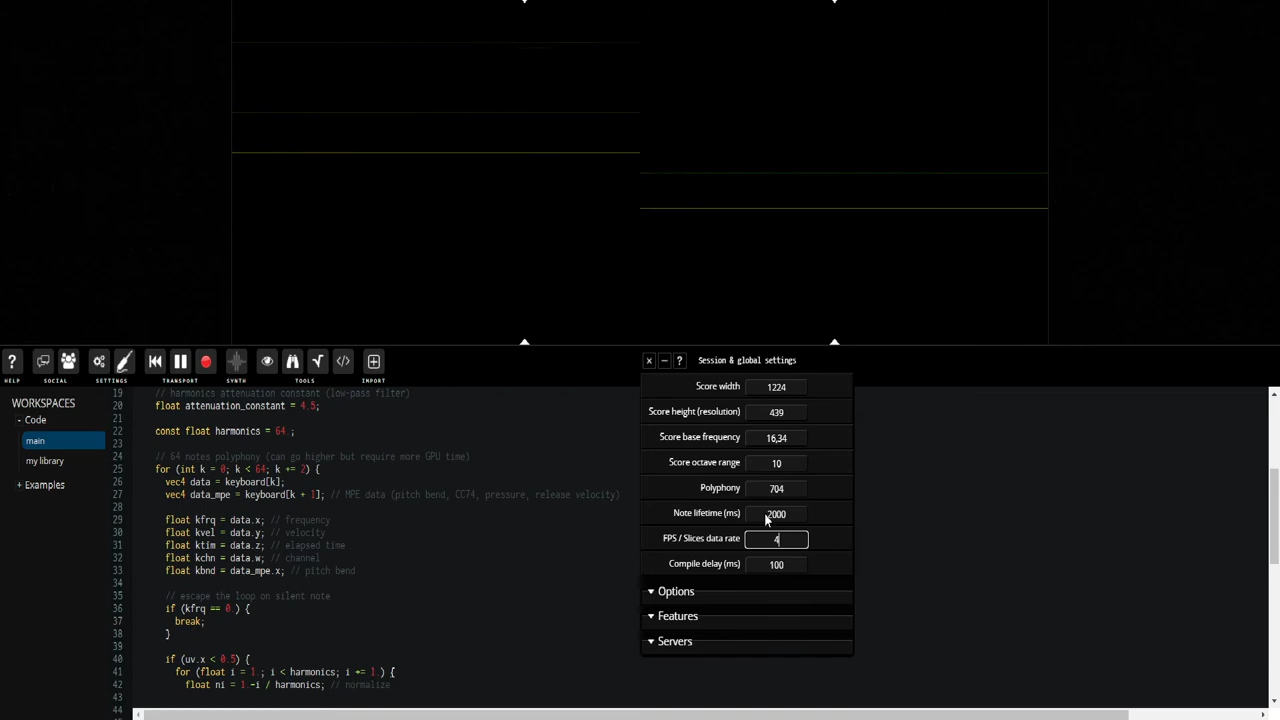 HELP
SOCIAL
SETTINGS
TRANSPORT
SYNTH
TOOLS
IMPORT
WORKSPACES
- Code
main
my library
+ Examples
19 // harmonics attenuation constant (low-pass filter)
20 float attenuation_constant = 4.5;
21
22 const float harmonics = 64.;
23
24 // 64 notes polyphony (can go higher but require more GPU time)
25 for (int k = 0; k < 64; k += 2) {
26 vec4 data = keyboard[k];
27 vec4 data_mpe = keyboard[k + 1]; // MPE data (pitch bend, CC74, pressure, release velocity)
28
29 float kfrq = data.x; // frequency
30 float kvel = data.y; // velocity
31 float ktim = data.z; // elapsed time
32 float kchn = data.w; // channel
33 float kbnd = data_mpe.x; // pitch bend
34
35 // escape the loop on silent note
36 if (kfrq == 0.) {
37 break;
38 }
39
40 if (uv.x < 0.5) {
41 for (float i = 1.; i < harmonics; i += 1.) {
42 float ni = 1.-i / harmonics; // normalize
43
44
x − ? Session & global settings
Score width 1224
Score height (resolution) 439
Score base frequency 16,34
Score octave range 10
Polyphony 704
Note lifetime (ms) 2000
FPS / Slices data rate 4
Compile delay (ms) 100
Options
Features
Servers